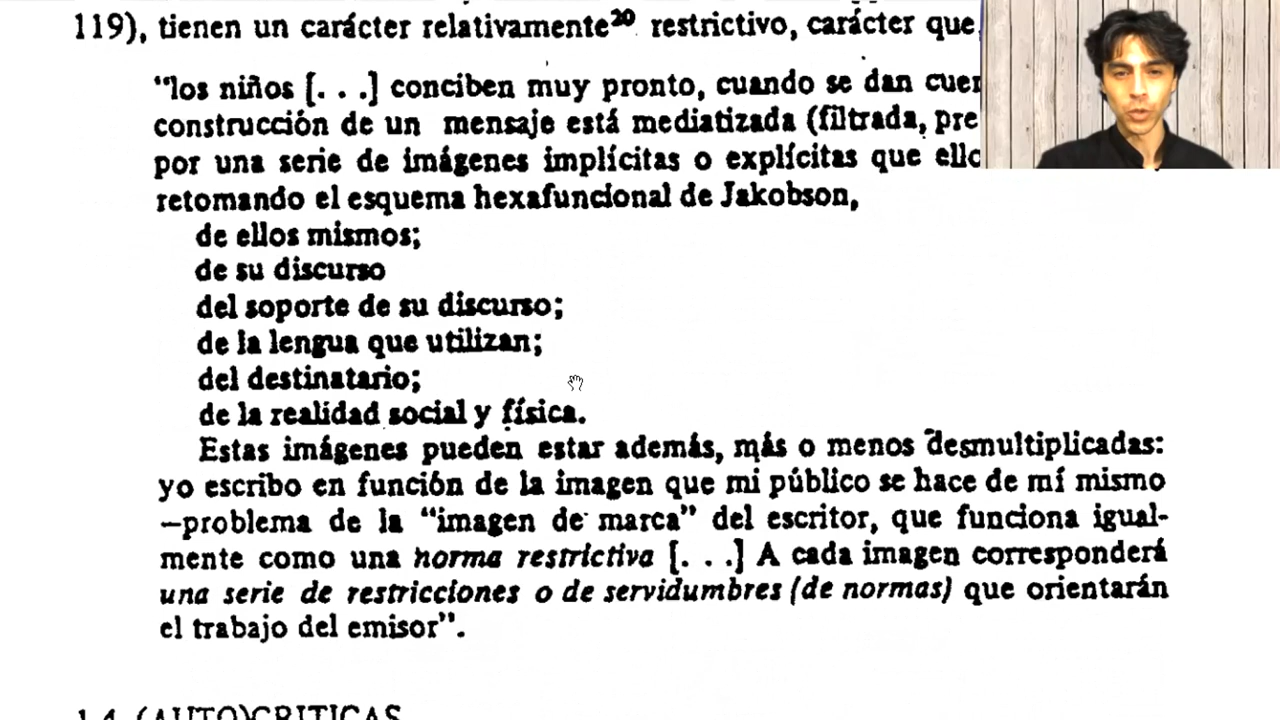 119), tienen un carácter relativamente²⁰ restrictivo, carácter que
“los niños [. . .] conciben muy pronto, cuando se dan
construcción de un mensaje está mediatizada (filtrada,
por una serie de imágenes implícitas o explícitas que
retomando el esquema hexafuncional de Jakobson,
de ellos mismos;
de su discurso
del soporte de su discurso;
de la lengua que utilizan;
del destinatario;
de la realidad social y física.
Estas imágenes pueden estar además, más o menos desmultiplicadas:
yo escribo en función de la imagen que mi público se hace de mí mismo
—problema de la “imagen de marca” del escritor, que funciona igual-
mente como una norma restrictiva [. . .] A cada imagen corresponderá
una serie de restricciones o de servidumbres (de normas) que orientarán
el trabajo del emisor”.
1.4. (AUTO)CRITICAS